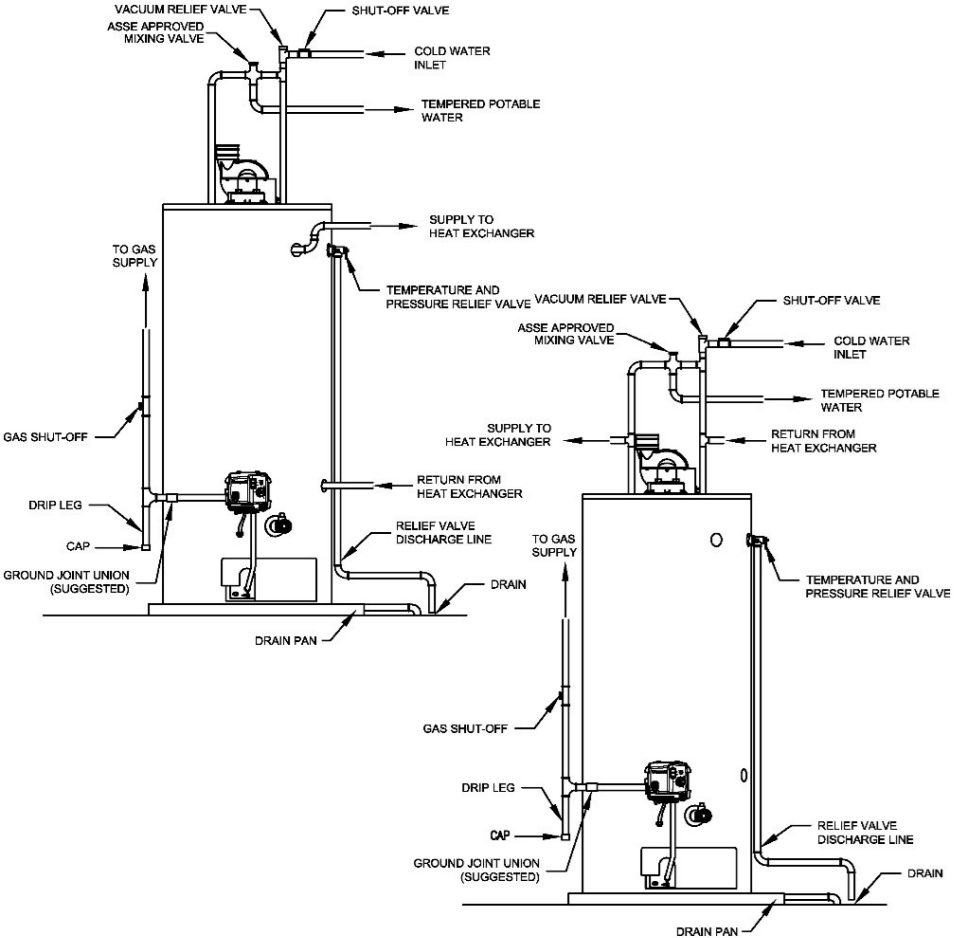 VACUUM RELIEF VALVE
SHUT-OFF VALVE
ASSE APPROVED
MIXING VALVE
COLD WATER
INLET
TEMPERED POTABLE
WATER
SUPPLY TO
HEAT EXCHANGER
TO GAS
SUPPLY
TEMPERATURE AND
PRESSURE RELIEF VALVE
GAS SHUT-OFF
RETURN FROM
HEAT EXCHANGER
DRIP LEG
RELIEF VALVE
DISCHARGE LINE
CAP
GROUND JOINT UNION
(SUGGESTED)
DRAIN
DRAIN PAN
VACUUM RELIEF VALVE
SHUT-OFF VALVE
ASSE APPROVED
MIXING VALVE
COLD WATER
INLET
TEMPERED POTABLE
WATER
SUPPLY TO
HEAT EXCHANGER
RETURN FROM
HEAT EXCHANGER
TO GAS
SUPPLY
TEMPERATURE AND
PRESSURE RELIEF VALVE
GAS SHUT-OFF
DRIP LEG
CAP
RELIEF VALVE
DISCHARGE LINE
GROUND JOINT UNION
(SUGGESTED)
DRAIN
DRAIN PAN